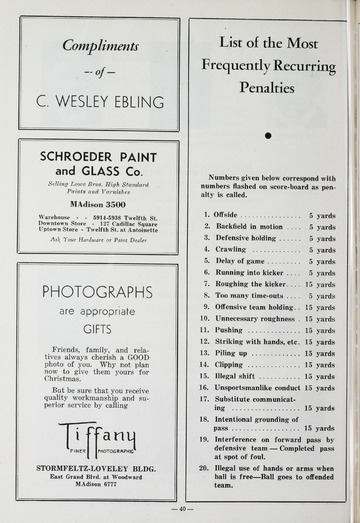 Compliments
— of —
C. WESLEY EBLING
SCHROEDER PAINT
and GLASS Co.
Selling Lowe Bros. High Standard
Paints and Varnishes
MAdison 3500
Warehouse - - 5914-5938 Twelfth St.
Downtown Store - 127 Cadillac Square
Uptown Store - Twelfth St. at Antoinette
Ask Your Hardware or Paint Dealer
PHOTOGRAPHS
are appropriate
GIFTS
Friends, family, and rela-
tives always cherish a GOOD
photo of you. Why not plan
now to give them yours for
Christmas.
But be sure that you receive
quality workmanship and su-
perior service by calling
Tiffany
FINER PHOTOGRAPHS
STORMFELTZ-LOVELEY BLDG.
East Grand Blvd. at Woodward
MAdison 6777
List of the Most
Frequently Recurring
Penalties
Numbers given below correspond with
numbers flashed on score-board as pen-
alty is called.
1. Offside ................ 5 yards
2. Backfield in motion .... 5 yards
3. Defensive holding ...... 5 yards
4. Crawling ............... 5 yards
5. Delay of game .......... 5 yards
6. Running into kicker .... 5 yards
7. Roughing the kicker.... 15 yards
8. Too many time-outs .... 5 yards
9. Offensive team holding.. 15 yards
10. Unnecessary roughness . 15 yards
11. Pushing ............... 15 yards
12. Striking with hands, etc. 15 yards
13. Piling up .............. 15 yards
14. Clipping ............... 15 yards
15. Illegal shift ............ 15 yards
16. Unsportsmanlike conduct 15 yards
17. Substitute communicat-
ing .................. 15 yards
18. Intentional grounding of
pass .................. 15 yards
19. Interference on forward pass by
defensive team — Completed pass
at spot of foul.
20. Illegal use of hands or arms when
ball is free—Ball goes to offended
team.
— 40 —